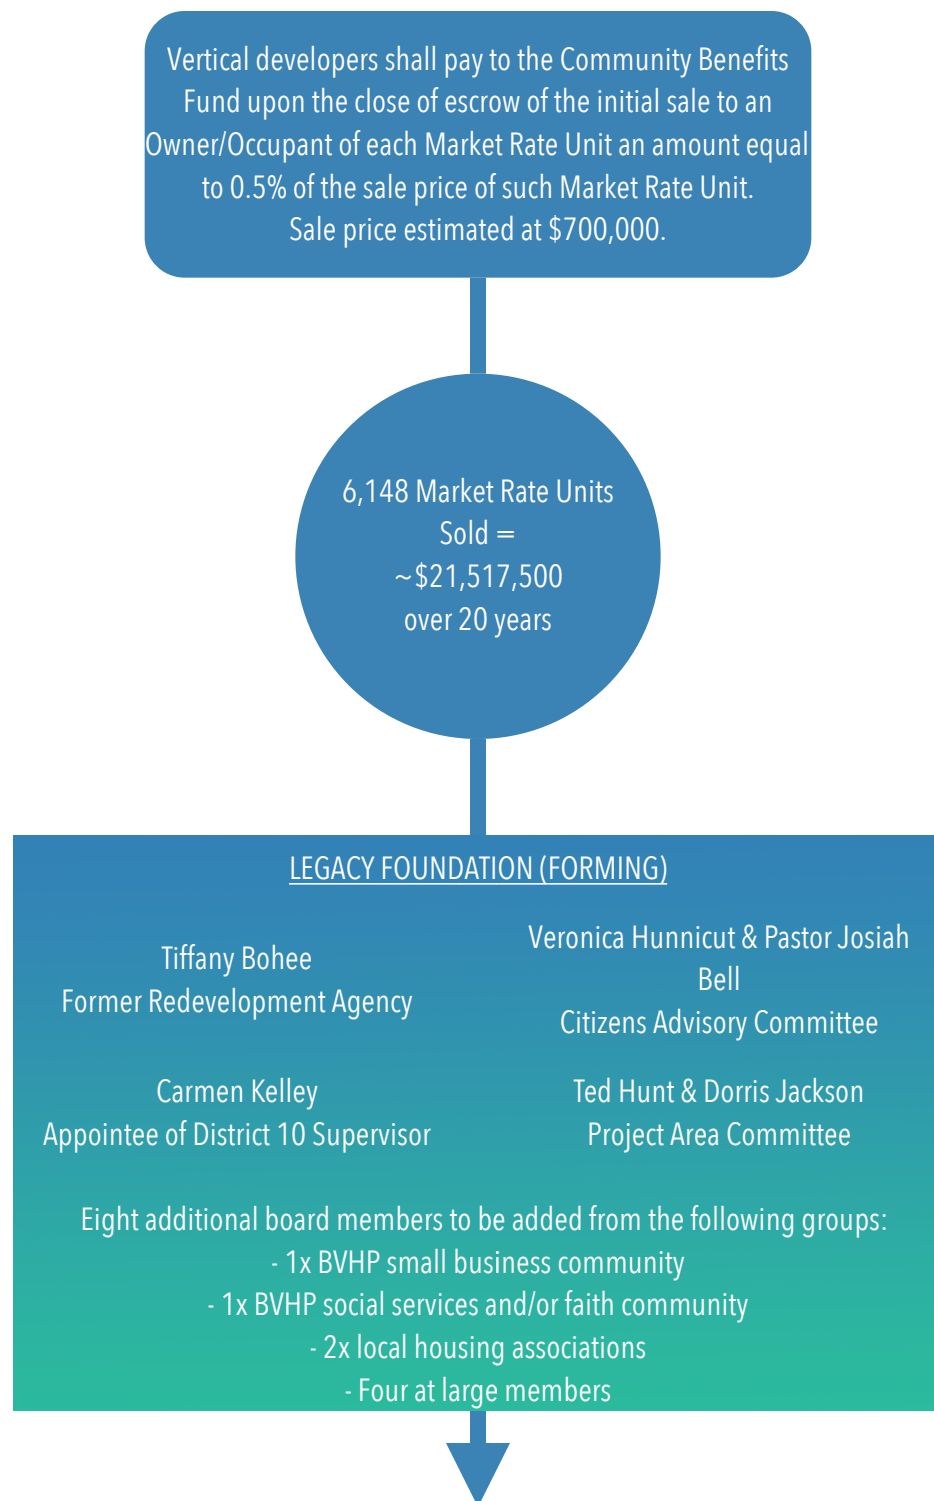 Vertical developers shall pay to the Community Benefits
Fund upon the close of escrow of the initial sale to an
Owner/Occupant of each Market Rate Unit an amount equal
to 0.5% of the sale price of such Market Rate Unit.
Sale price estimated at $700,000.
6,148 Market Rate Units
Sold =
~$21,517,500
over 20 years
LEGACY FOUNDATION (FORMING)
Tiffany Bohee
Former Redevelopment Agency
Veronica Hunnicut & Pastor Josiah
Bell
Citizens Advisory Committee
Carmen Kelley
Appointee of District 10 Supervisor
Ted Hunt & Dorris Jackson
Project Area Committee
Eight additional board members to be added from the following groups:
- 1x BVHP small business community
- 1x BVHP social services and/or faith community
- 2x local housing associations
- Four at large members